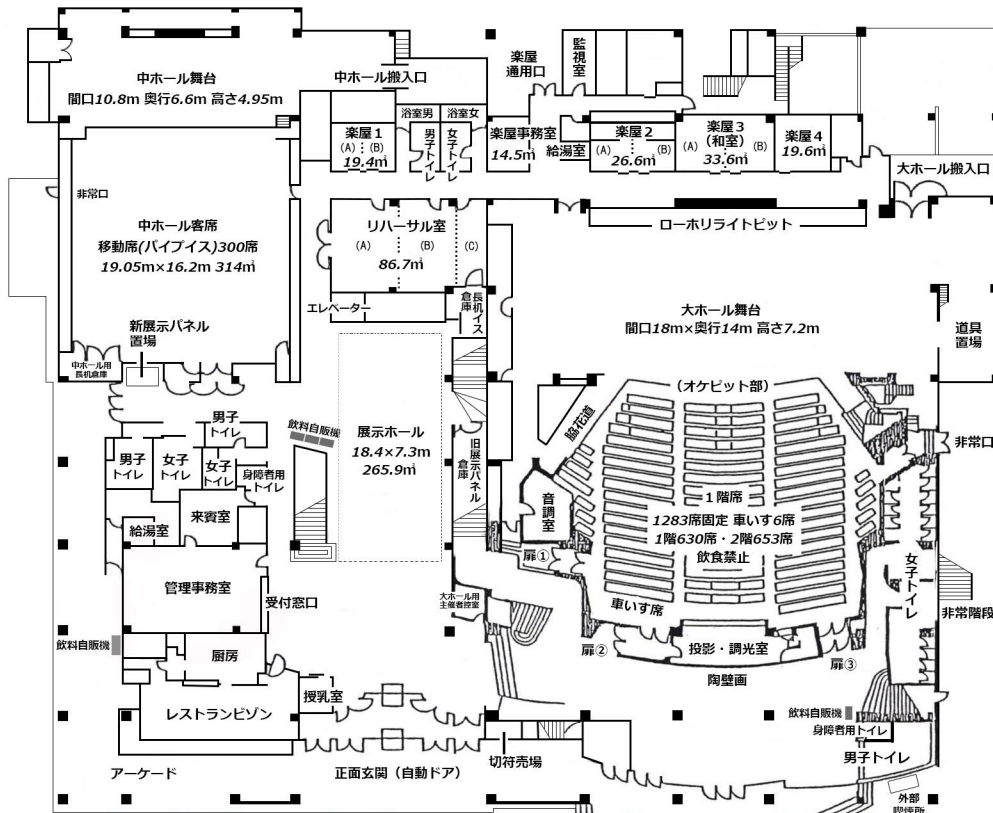 中ホール舞台
間口10.8m 奥行6.6m 高さ4.95m
中ホール搬入口
楽屋
通用口
監視室
浴室男
浴室女
楽屋1
(A)
(B)
19.4㎡
男子トイレ
女子トイレ
楽屋事務室
14.5㎡
給湯室
楽屋2
(A)
(B)
26.6㎡
楽屋3
(和室)
(A)
(B)
33.6㎡
楽屋4
19.6㎡
大ホール搬入口
非常口
中ホール客席
移動席(パイプイス)300席
19.05m×16.2m 314㎡
リハーサル室
(A)
(B)
(C)
86.7㎡
ローホリライトピット
エレベーター
長机イス
倉庫
新展示パネル
置場
中ホール用
長机倉庫
大ホール舞台
間口18m×奥行14m 高さ7.2m
道具
置場
(オケピット部)
脇花道
男子
トイレ
飲料自販機
展示ホール
18.4×7.3m
265.9㎡
旧展示パネル
倉庫
非常口
男子
トイレ
女子
トイレ
女子
トイレ
身障者用
トイレ
音調室
1階席
1283席固定 車いす6席
1階630席・2階653席
飲食禁止
給湯室
来賓室
扉①
女子トイレ
管理事務室
受付窓口
大ホール用
主催者控室
車いす席
非常階段
飲料自販機
厨房
扉②
投影・調光室
扉③
陶壁画
授乳室
レストランビゾン
飲料自販機
身障者用トイレ
男子トイレ
切符売場
アーケード
正面玄関(自動ドア)
外部
喫煙所